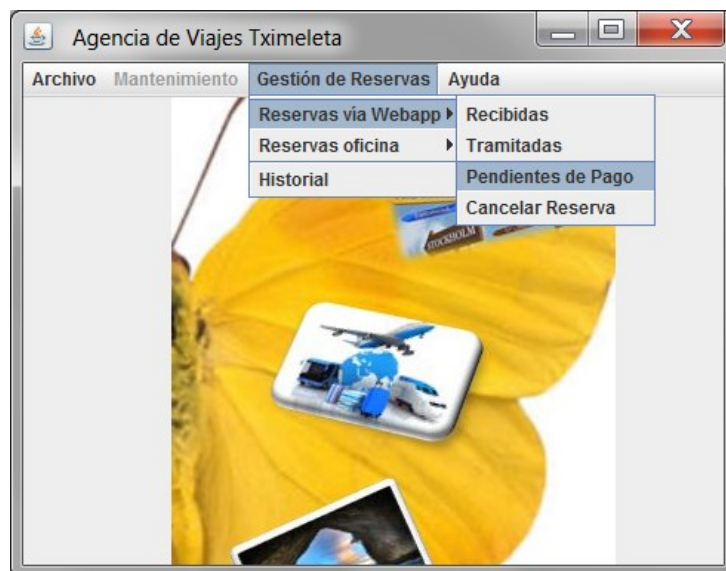 Agencia de Viajes Tximeleta
Archivo Mantenimiento Gestión de Reservas Ayuda
Reservas vía Webapp Recibidas
Reservas oficina Tramitadas
Historial Pendientes de Pago
Cancelar Reserva
STOCKHOLM